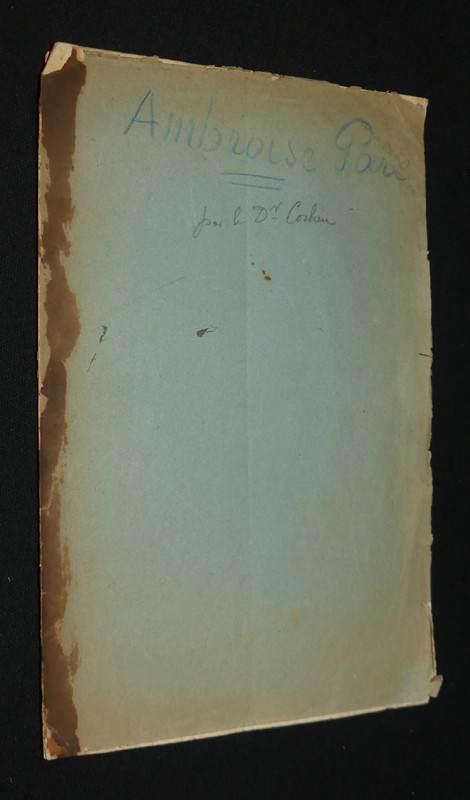 Ambroise Paré
par le Dr